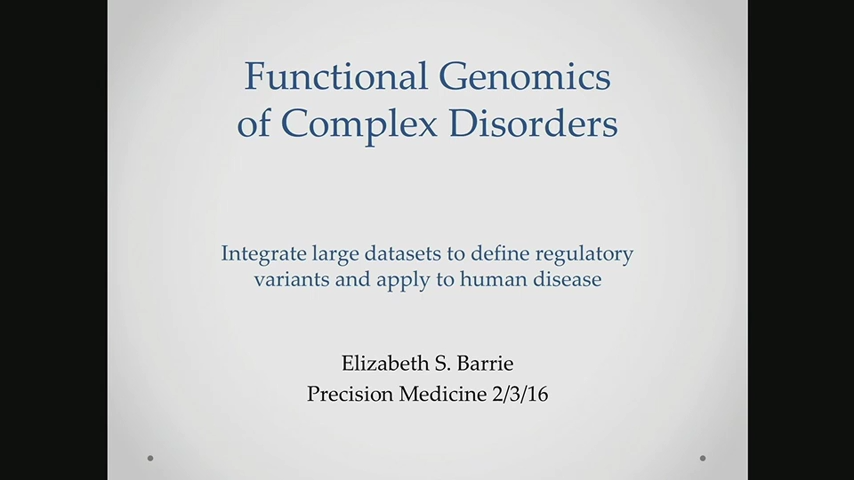 Functional Genomics
of Complex Disorders
Integrate large datasets to define regulatory
variants and apply to human disease
Elizabeth S. Barrie
Precision Medicine 2/3/16